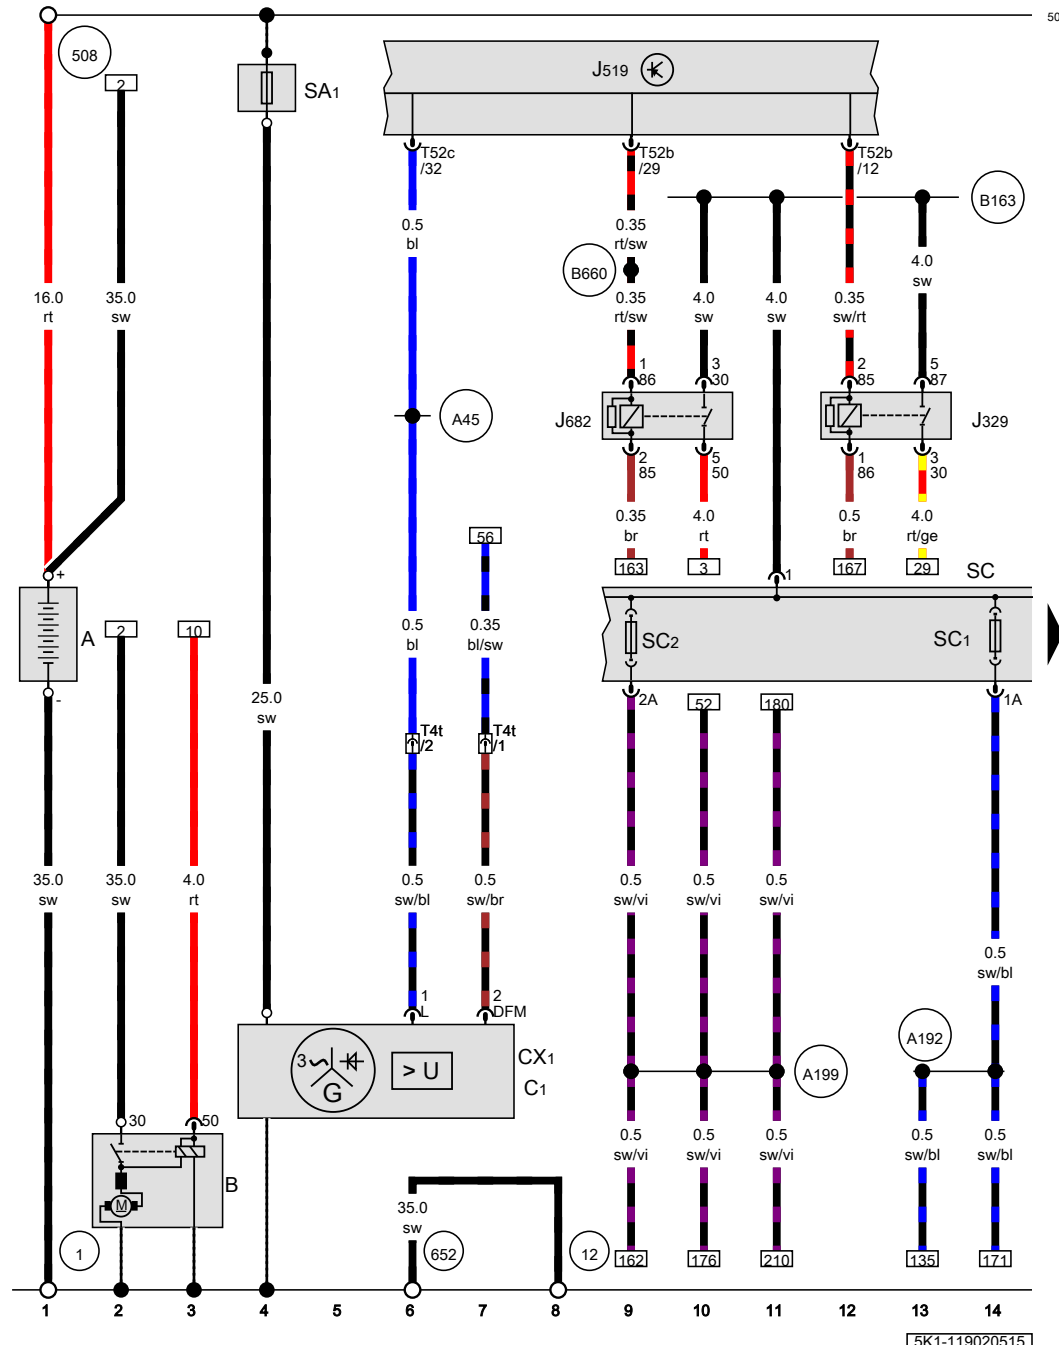 50
508
2
SA1
J519
T52c
/32
T52b
/29
T52b
/12
B163
0.5
bl
0.35
rt/sw
B660
4.0
sw
16.0
rt
35.0
sw
0.35
rt/sw
4.0
sw
4.0
sw
0.35
sw/rt
1
86
3
30
2
85
5
87
A45
J682
J329
2
85
5
50
1
86
3
30
0.35
br
4.0
rt
0.5
br
4.0
rt/ge
56
163
3
167
29
SC
+
1
A
2
10
0.5
bl
0.35
bl/sw
SC2
SC1
-
25.0
sw
2A
52
180
1A
T4t
/2
T4t
/1
35.0
sw
35.0
sw
4.0
rt
0.5
sw/bl
0.5
sw/br
0.5
sw/vi
0.5
sw/vi
0.5
sw/vi
0.5
sw/bl
1
L
2
DFM
A192
3
G
> U
CX1
C1
A199
30
50
0.5
sw/vi
0.5
sw/vi
0.5
sw/vi
0.5
sw/bl
0.5
sw/bl
M
B
35.0
sw
1
652
12
162
176
210
135
171
1 2 3 4 5 6 7 8 9 10 11 12 13 14
5K1-119020515